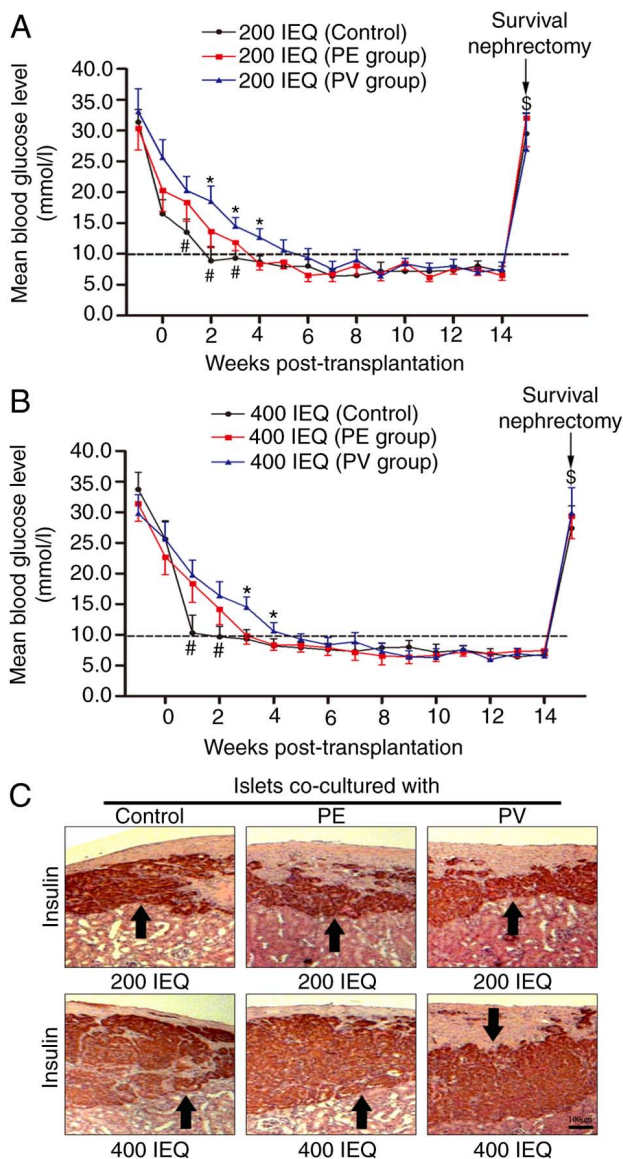 A
200 IEQ (Control)
200 IEQ (PE group)
200 IEQ (PV group)
Survival
nephrectomy
Mean blood glucose level
(mmol/l)
40.0
35.0
30.0
25.0
20.0
15.0
10.0
5.0
0.0
$
* * *
# # #
0 2 4 6 8 10 12 14
Weeks post-transplantation
B
400 IEQ (Control)
400 IEQ (PE group)
400 IEQ (PV group)
Survival
nephrectomy
Mean blood glucose level
(mmol/l)
40.0
35.0
30.0
25.0
20.0
15.0
10.0
5.0
0.0
$
* *
# #
0 2 4 6 8 10 12 14
Weeks post-transplantation
C
Islets co-cultured with
Control PE PV
Insulin
200 IEQ 200 IEQ 200 IEQ
Insulin
100μm
400 IEQ 400 IEQ 400 IEQ